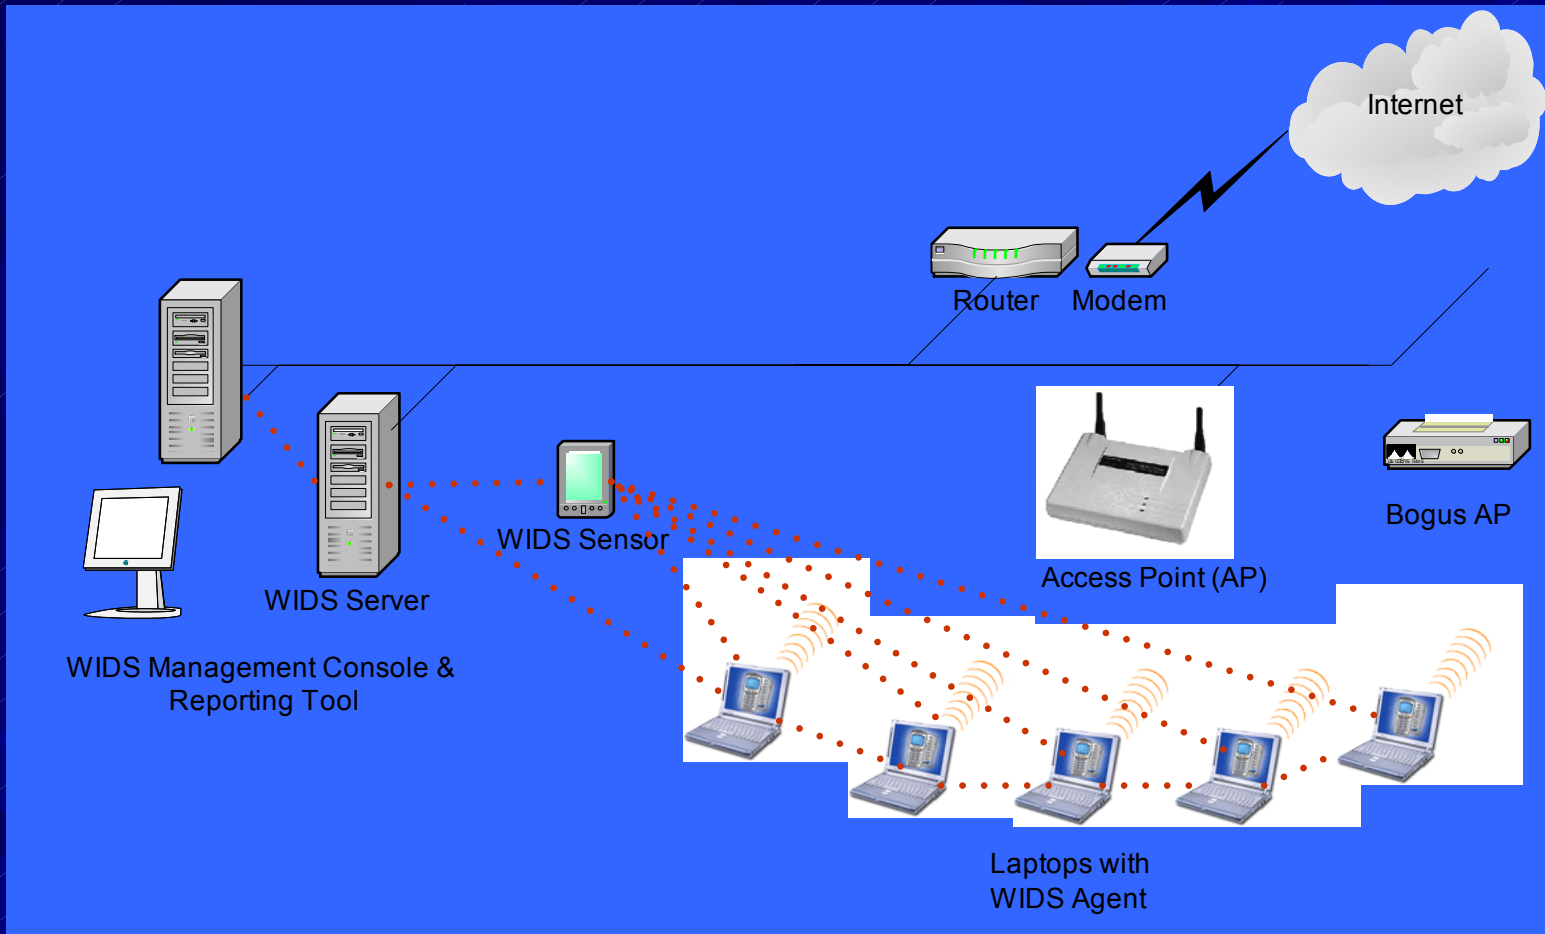 Internet
Router
Modem
WIDS Sensor
Bogus AP
Access Point (AP)
WIDS Server
WIDS Management Console &
Reporting Tool
Laptops with
WIDS Agent